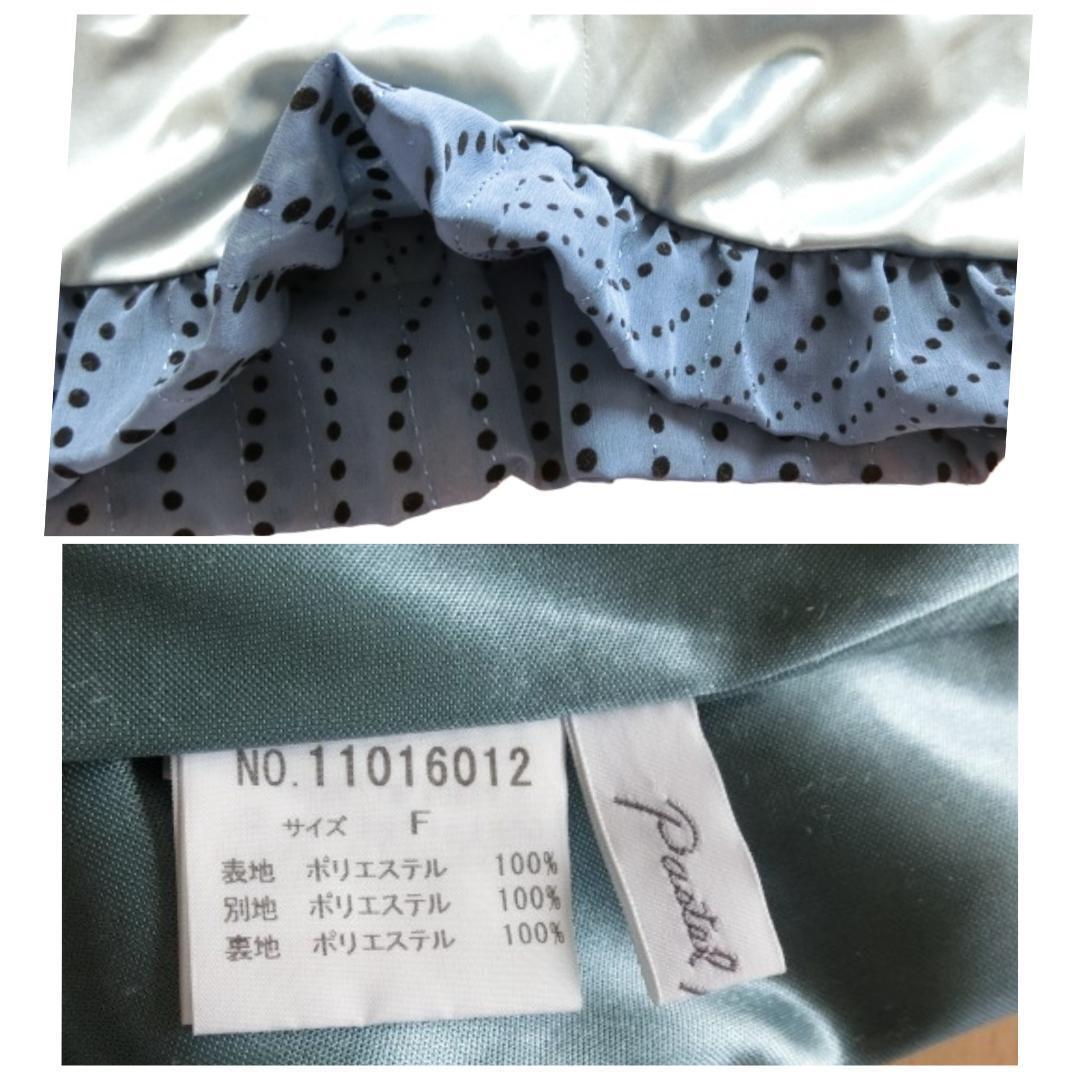 NO.11016012
サイズ F
表地 ポリエステル 100%
別地 ポリエステル 100%
裏地 ポリエステル 100%
Pastel